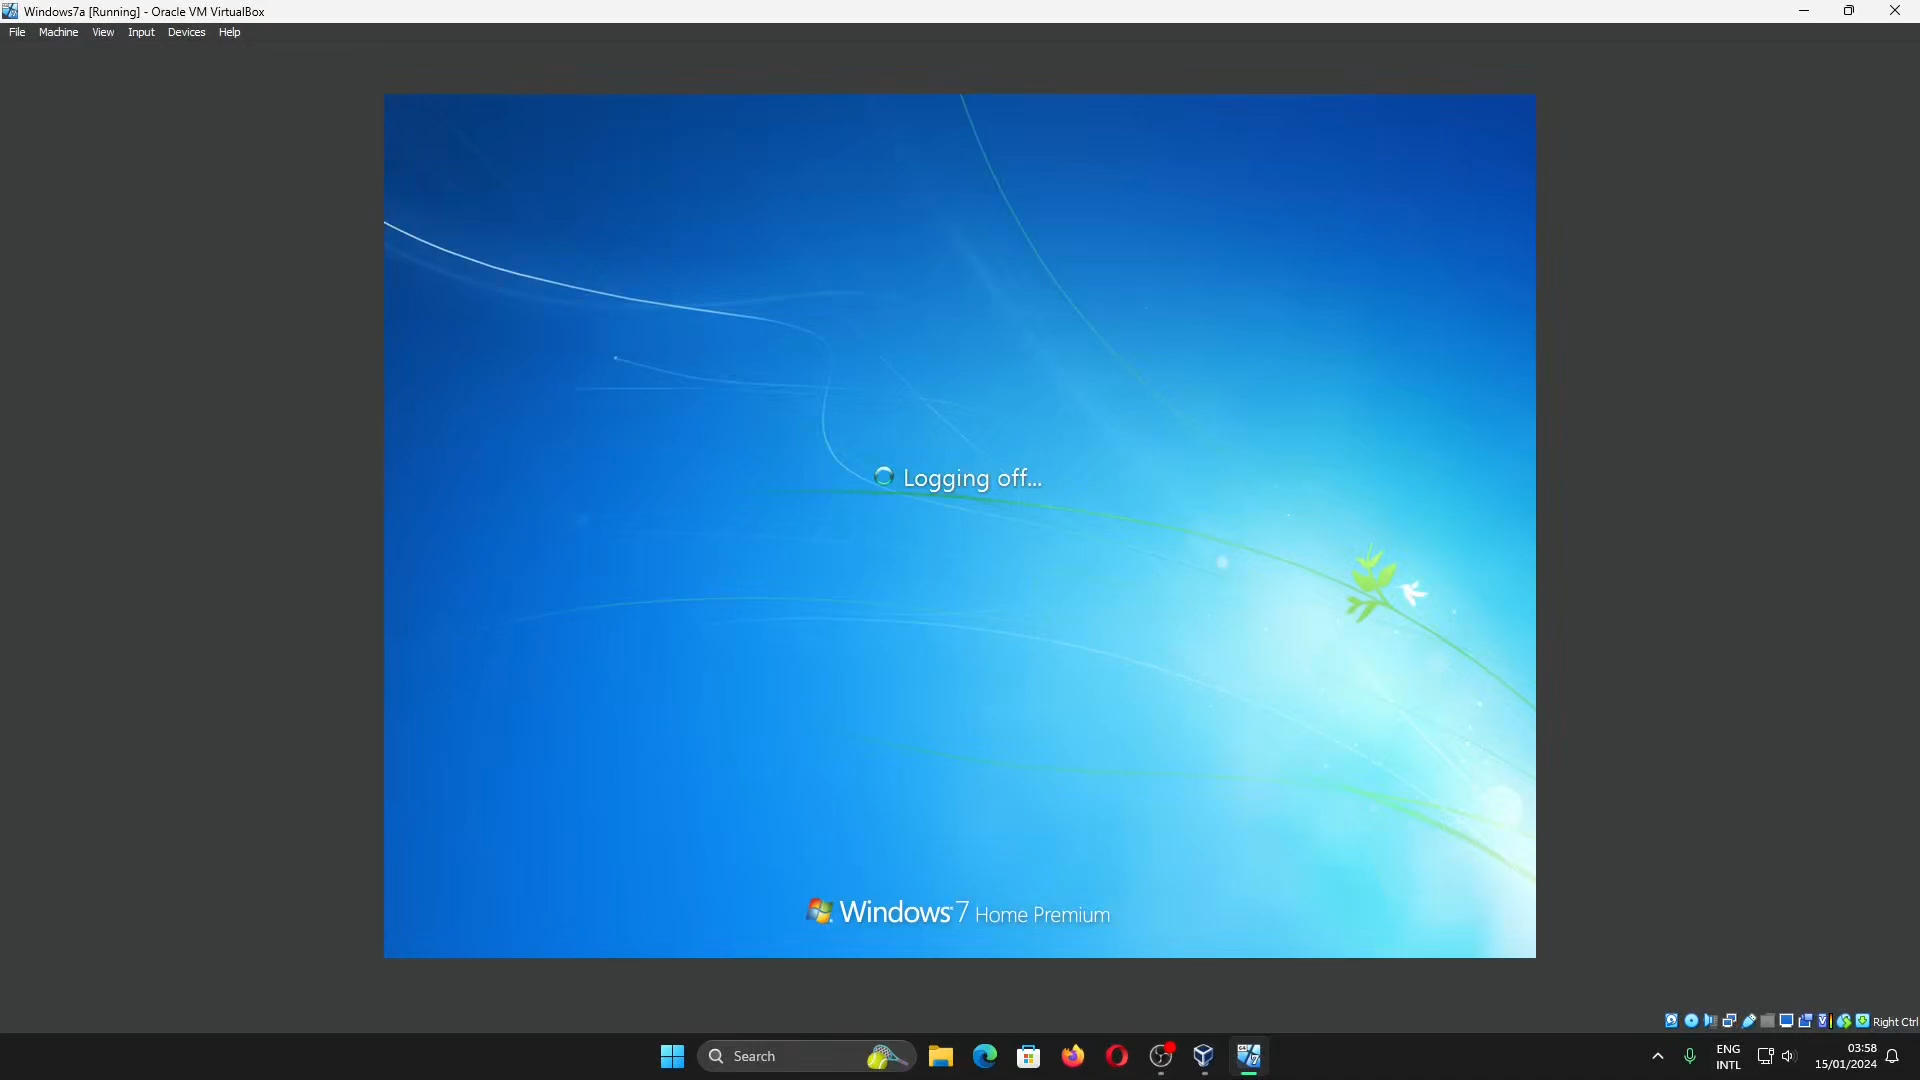 Windows7a [Running] - Oracle VM VirtualBox
File Machine View Input Devices Help
Logging off...
Windows 7 Home Premium
Right Ctrl
Search
ENG
INTL
03:58
15/01/2024